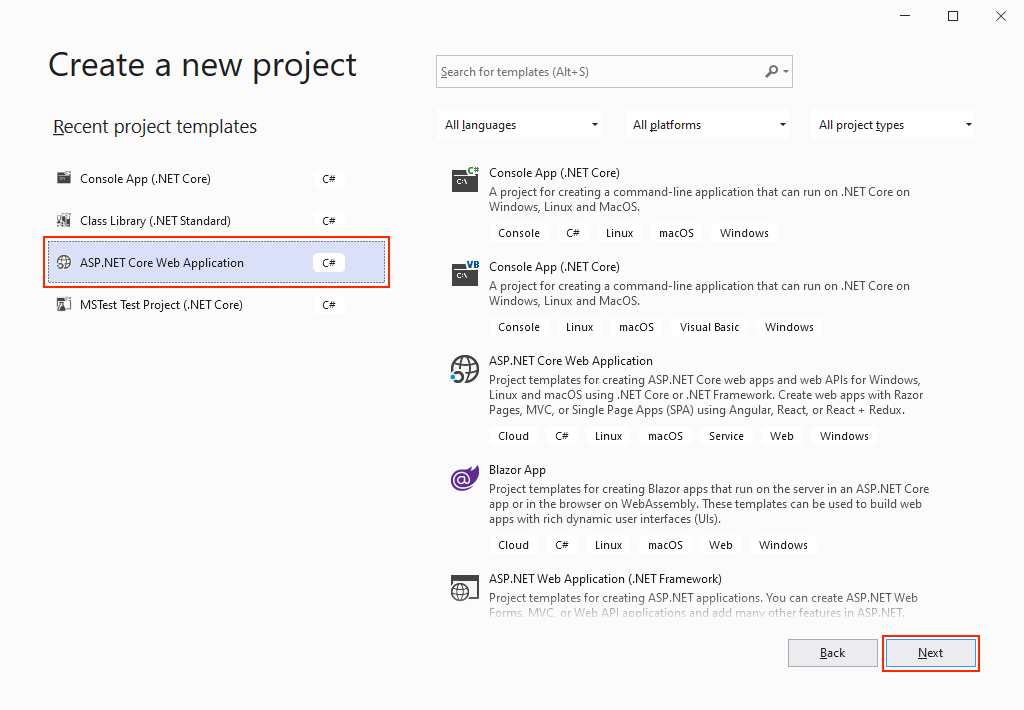 Create a new project
Recent project templates
Console App (.NET Core) C#
Class Library (.NET Standard) C#
ASP.NET Core Web Application C#
MSTest Test Project (.NET Core) C#
Search for templates (Alt+S)
All languages All platforms All project types
C#
C:\
Console App (.NET Core)
A project for creating a command-line application that can run on .NET Core on
Windows, Linux and MacOS.
Console C# Linux macOS Windows
VB
C:\
Console App (.NET Core)
A project for creating a command-line application that can run on .NET Core on
Windows, Linux and MacOS.
Console Linux macOS Visual Basic Windows
ASP.NET Core Web Application
Project templates for creating ASP.NET Core web apps and web APIs for Windows,
Linux and macOS using .NET Core or .NET Framework. Create web apps with Razor
Pages, MVC, or Single Page Apps (SPA) using Angular, React, or React + Redux.
Cloud C# Linux macOS Service Web Windows
Blazor App
Project templates for creating Blazor apps that run on the server in an ASP.NET Core
app or in the browser on WebAssembly. These templates can be used to build web
apps with rich dynamic user interfaces (UIs).
Cloud C# Linux macOS Web Windows
ASP.NET Web Application (.NET Framework)
Project templates for creating ASP.NET applications. You can create ASP.NET Web
Forms, MVC, or Web API applications and add many other features in ASP.NET.
Back Next